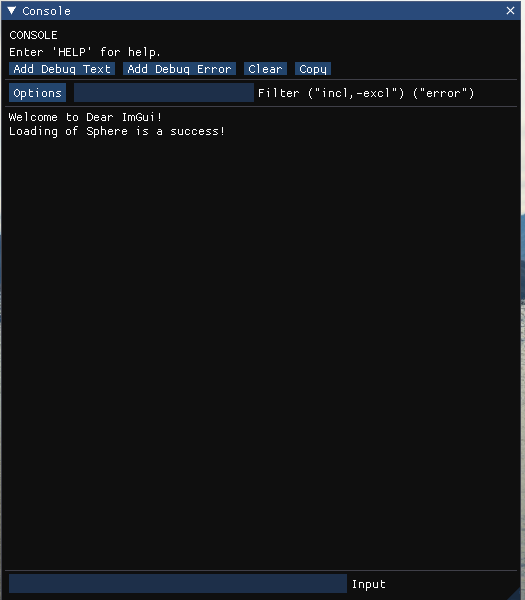 Console
CONSOLE
Enter 'HELP' for help.
Add Debug Text Add Debug Error Clear Copy
Options Filter ("incl,-excl") ("error")
Welcome to Dear ImGui!
Loading of Sphere is a success!
Input